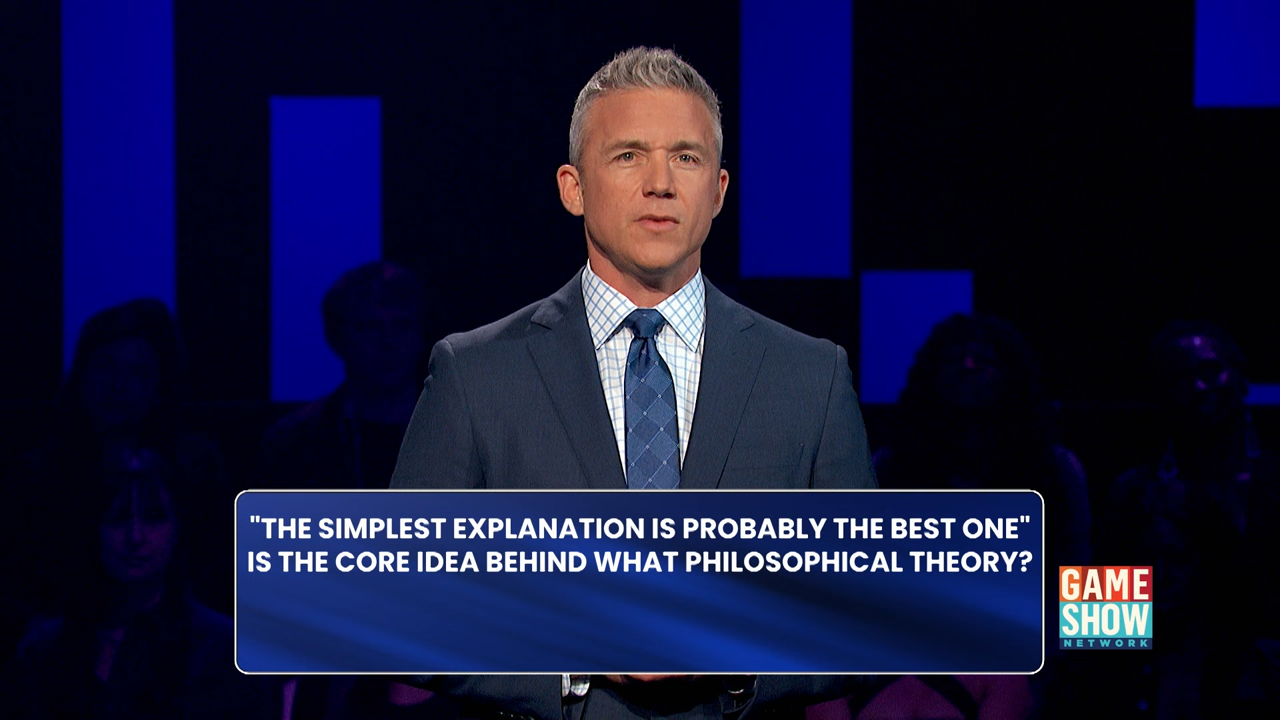 "THE SIMPLEST EXPLANATION IS PROBABLY THE BEST ONE"
IS THE CORE IDEA BEHIND WHAT PHILOSOPHICAL THEORY?
GAME
SHOW
NETWORK